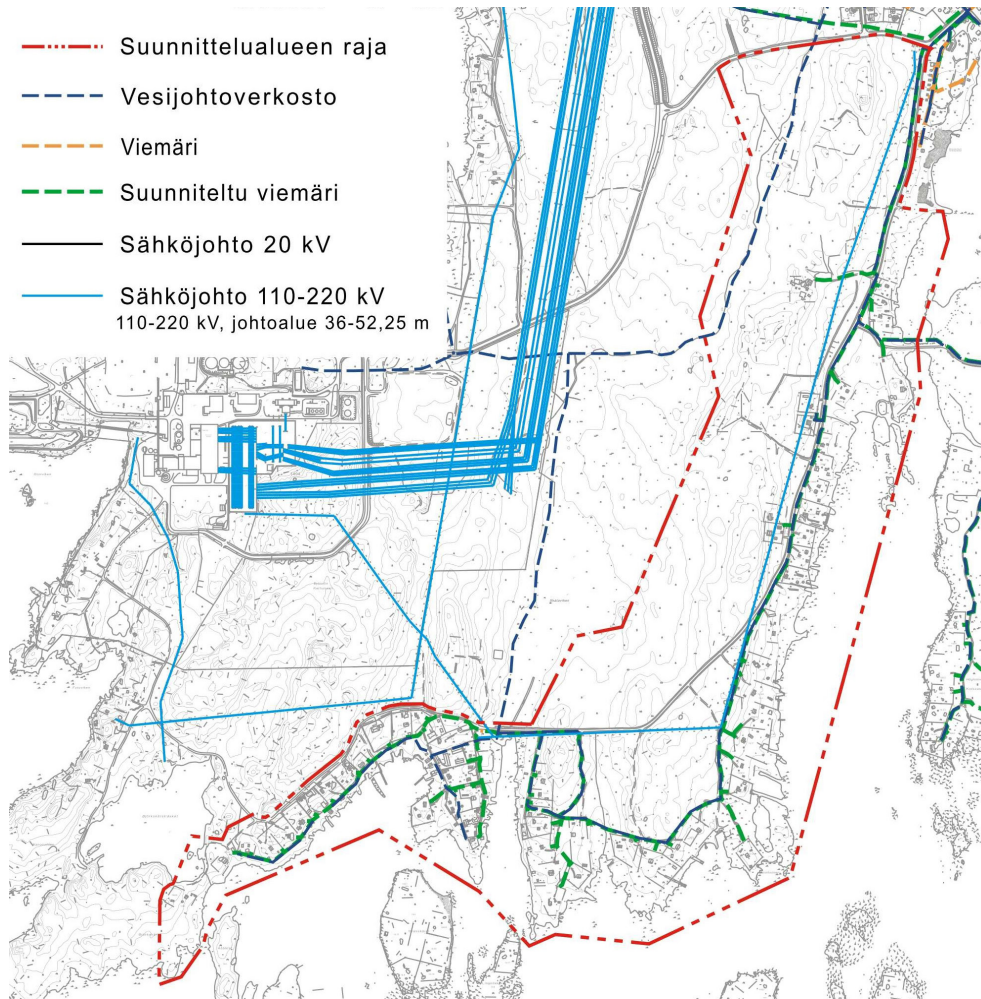 Suunnittelualueen raja
Vesijohtoverkosto
Viemäri
Suunniteltu viemäri
Sähköjohto 20 kV
Sähköjohto 110-220 kV
110-220 kV, johtoalue 36-52,25 m